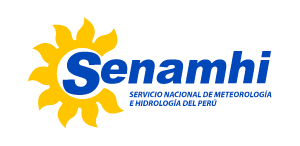 Senamhi
SERVICIO NACIONAL DE METEOROLOGÍA
E HIDROLOGÍA DEL PERÚ